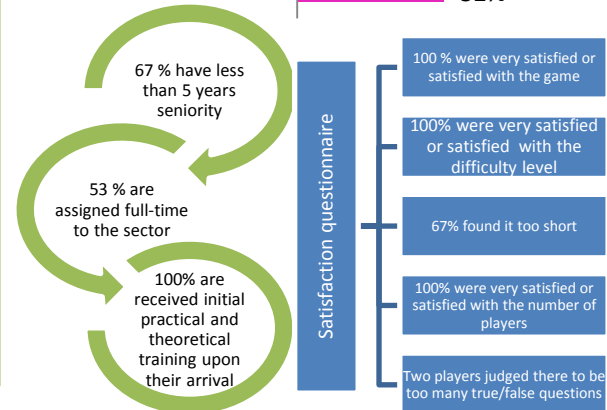 67 % have less
than 5 years
seniority
53 % are
assigned full-time
to the sector
100% are
received initial
practical and
theoretical
training upon
their arrival
Satisfaction questionnaire
100 % were very satisfied or
satisfied with the game
100% were very satisfied
or satisfied with the
difficulty level
67% found it too short
100% were very satisfied or
satisfied with the number of
players
Two players judged there to be
too many true/false questions